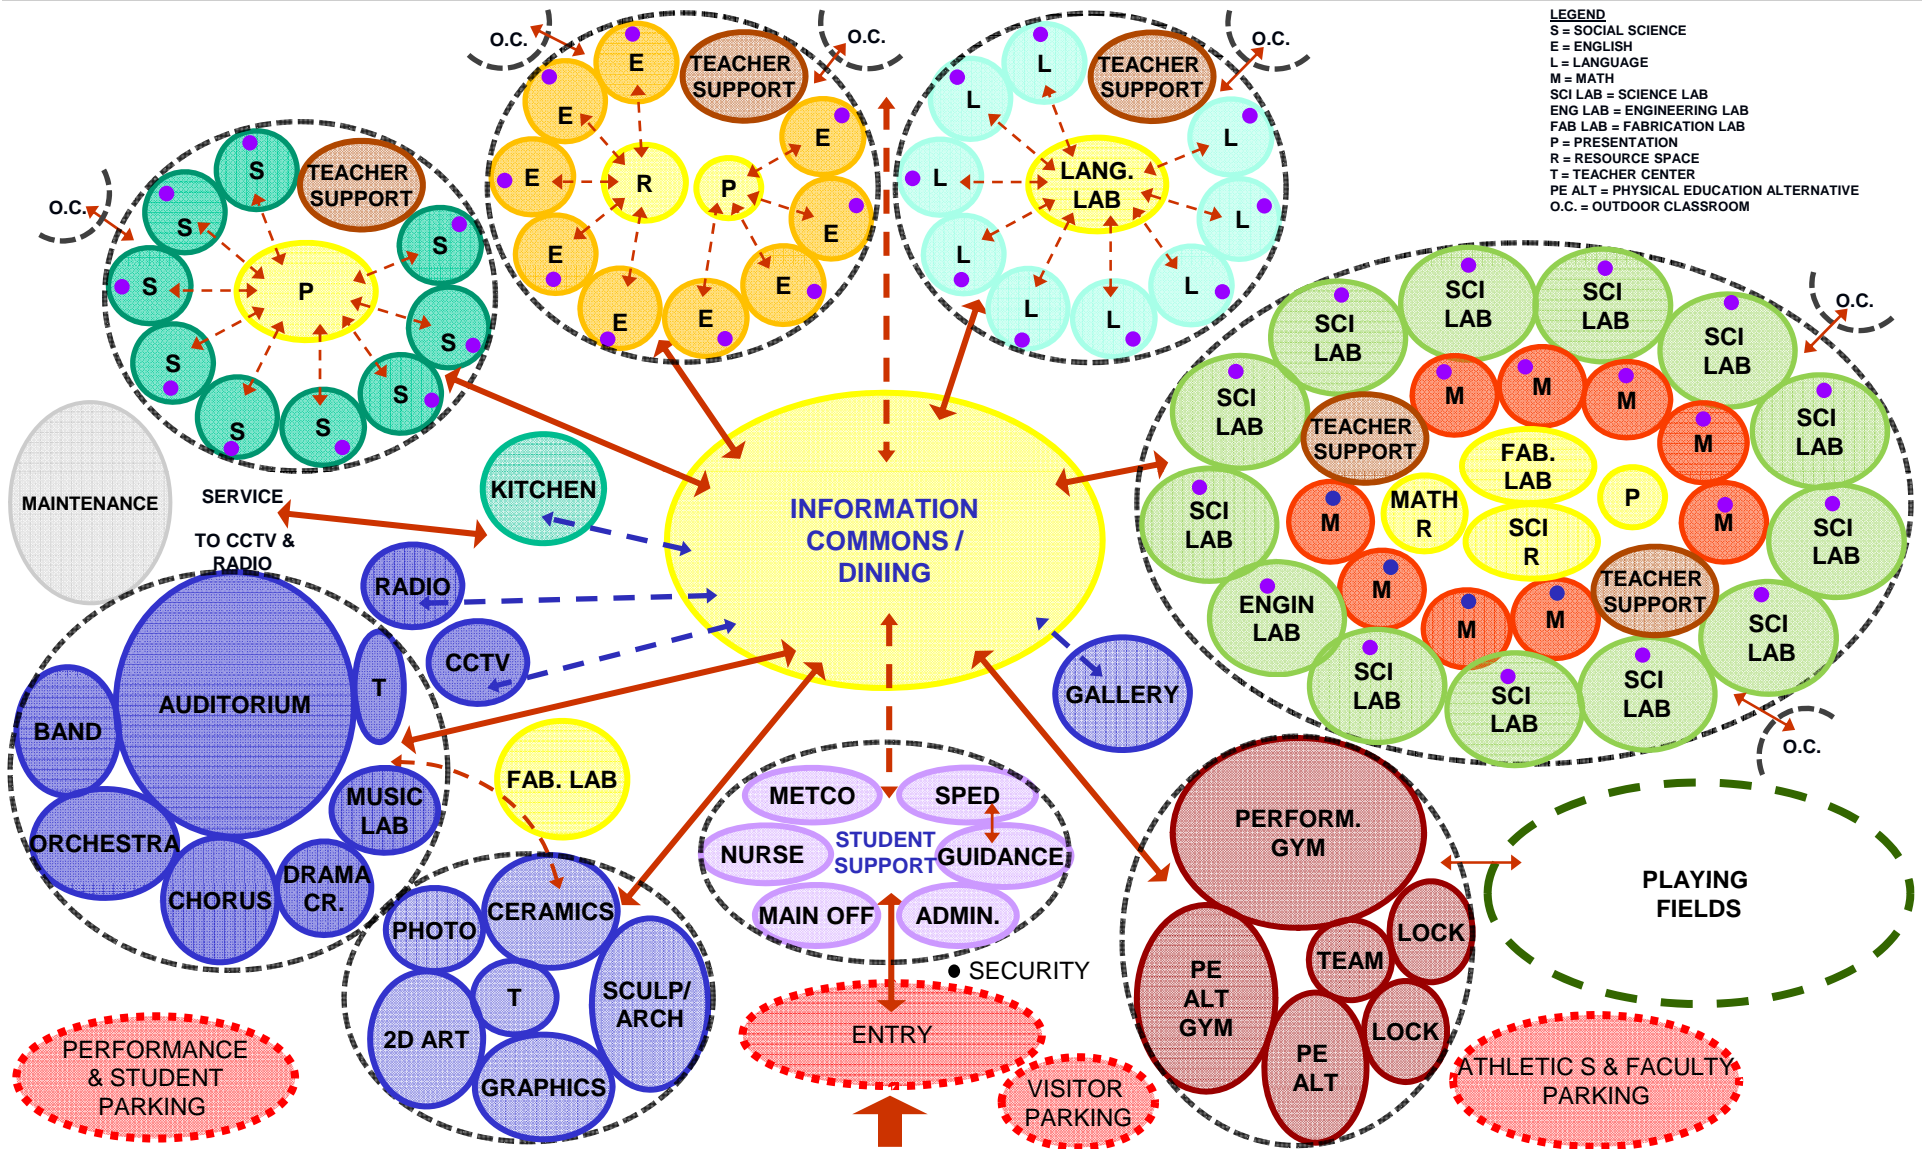 LEGEND
S = SOCIAL SCIENCE
E = ENGLISH
L = LANGUAGE
M = MATH
SCI LAB = SCIENCE LAB
ENG LAB = ENGINEERING LAB
FAB LAB = FABRICATION LAB
P = PRESENTATION
R = RESOURCE SPACE
T = TEACHER CENTER
PE ALT = PHYSICAL EDUCATION ALTERNATIVE
O.C. = OUTDOOR CLASSROOM
O.C.
S
TEACHER
SUPPORT
S
S
S
P
S
S
S
S
S
S
O.C.
E
TEACHER
SUPPORT
O.C.
E
E
E
R
P
E
E
E
E
E
L
TEACHER
SUPPORT
O.C.
L
L
L
LANG.
LAB
L
L
L
L
L
SCI
LAB
SCI
LAB
O.C.
SCI
LAB
SCI
LAB
SCI
LAB
M
M
M
SCI
LAB
TEACHER
SUPPORT
M
FAB.
LAB
MATH
R
P
SCI
LAB
M
SCI
R
M
SCI
LAB
M
TEACHER
SUPPORT
ENGIN
LAB
M
M
SCI
LAB
SCI
LAB
SCI
LAB
SCI
LAB
O.C.
MAINTENANCE
SERVICE
KITCHEN
TO CCTV &
RADIO
INFORMATION
COMMONS /
DINING
RADIO
CCTV
GALLERY
AUDITORIUM
T
BAND
MUSIC
LAB
ORCHESTRA
CHORUS
DRAMA
CR.
FAB. LAB
METCO
SPED
NURSE
STUDENT
SUPPORT
GUIDANCE
MAIN OFF
ADMIN.
SECURITY
PHOTO
CERAMICS
T
SCULP/
ARCH
2D ART
GRAPHICS
PERFORM.
GYM
LOCK
TEAM
PE
ALT
GYM
LOCK
PE
ALT
PLAYING
FIELDS
PERFORMANCE
& STUDENT
PARKING
ENTRY
VISITOR
PARKING
ATHLETIC S & FACULTY
PARKING